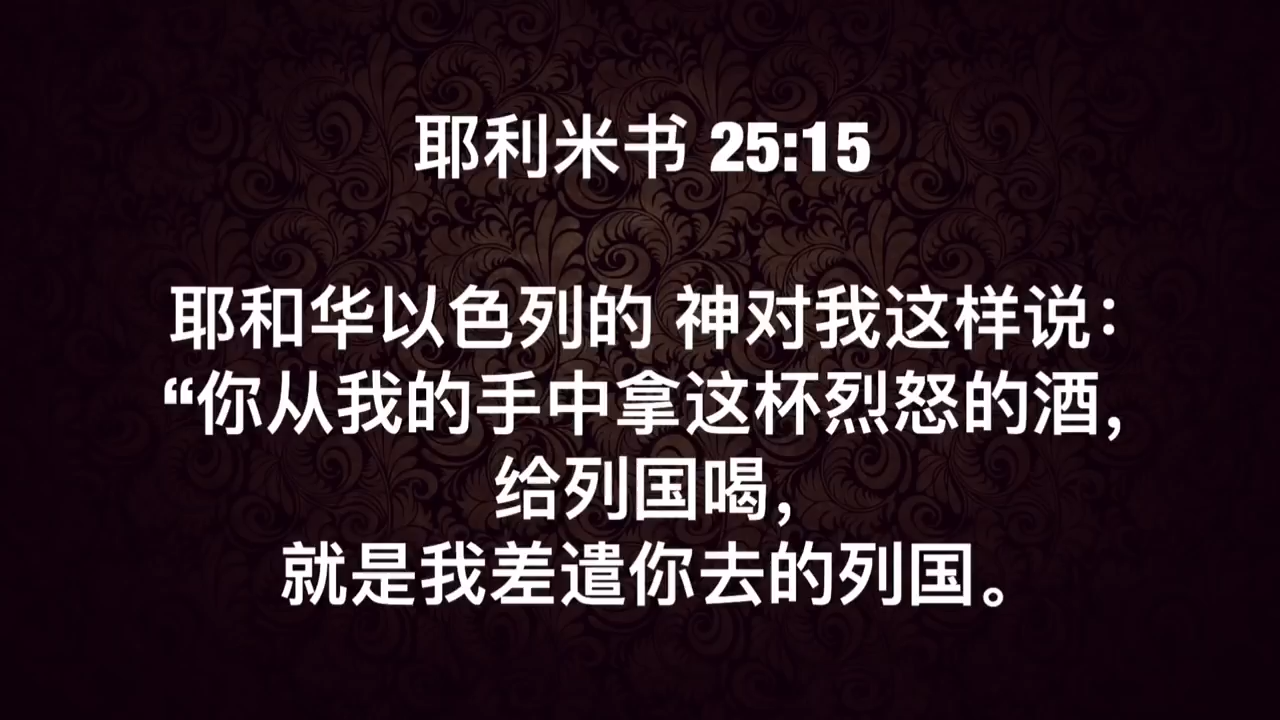 耶利米书 25:15
耶和华以色列的 神对我这样说：
“你从我的手中拿这杯烈怒的酒，
给列国喝，
就是我差遣你去的列国。